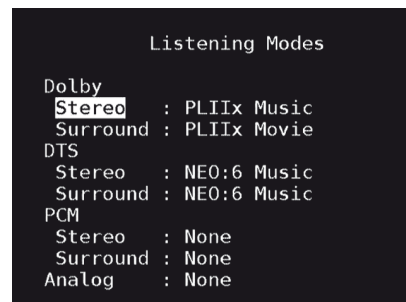 Listening Modes
Dolby
Stereo : PLIIx Music
Surround : PLIIx Movie
DTS
Stereo : NEO:6 Music
Surround : NEO:6 Music
PCM
Stereo : None
Surround : None
Analog : None